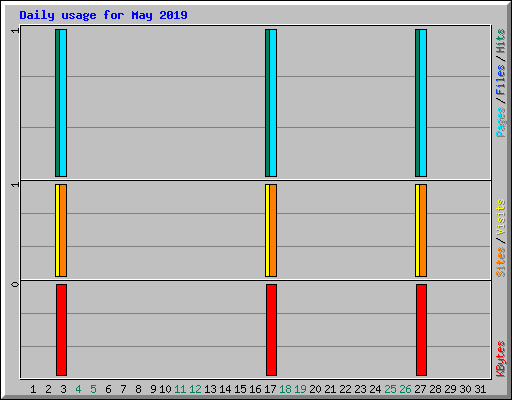 Daily usage for May 2019
1
Pages/Files/Hits
1
Sites/Visits
0
KBytes
1 2 3 4 5 6 7 8 9 10 11 12 13 14 15 16 17 18 19 20 21 22 23 24 25 26 27 28 29 30 31